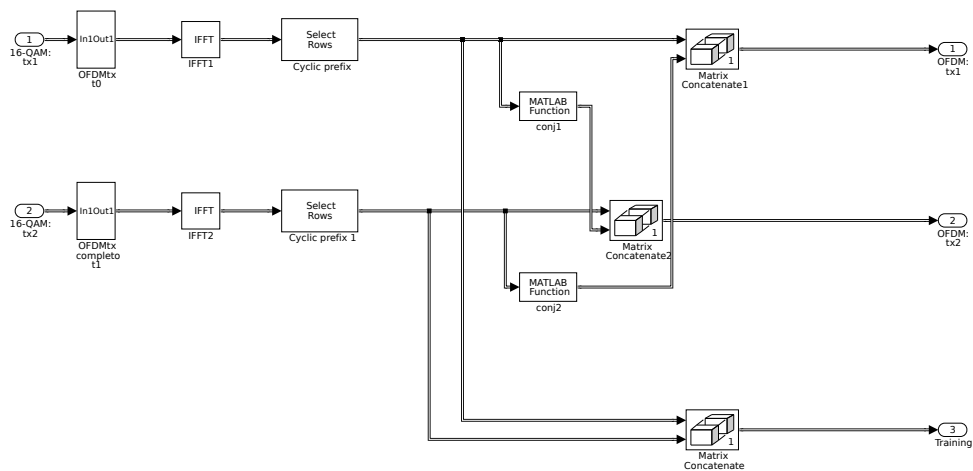 1
16-QAM:
tx1
In1Out1
OFDMtx
t0
IFFT
IFFT1
Select
Rows
Cyclic prefix
MATLAB
Function
conj1
1
Matrix
Concatenate1
1
OFDM:
tx1
2
16-QAM:
tx2
In1Out1
OFDMtx
completo
t1
IFFT
IFFT2
Select
Rows
Cyclic prefix 1
1
Matrix
Concatenate2
2
OFDM:
tx2
MATLAB
Function
conj2
1
Matrix
Concatenate
3
Training